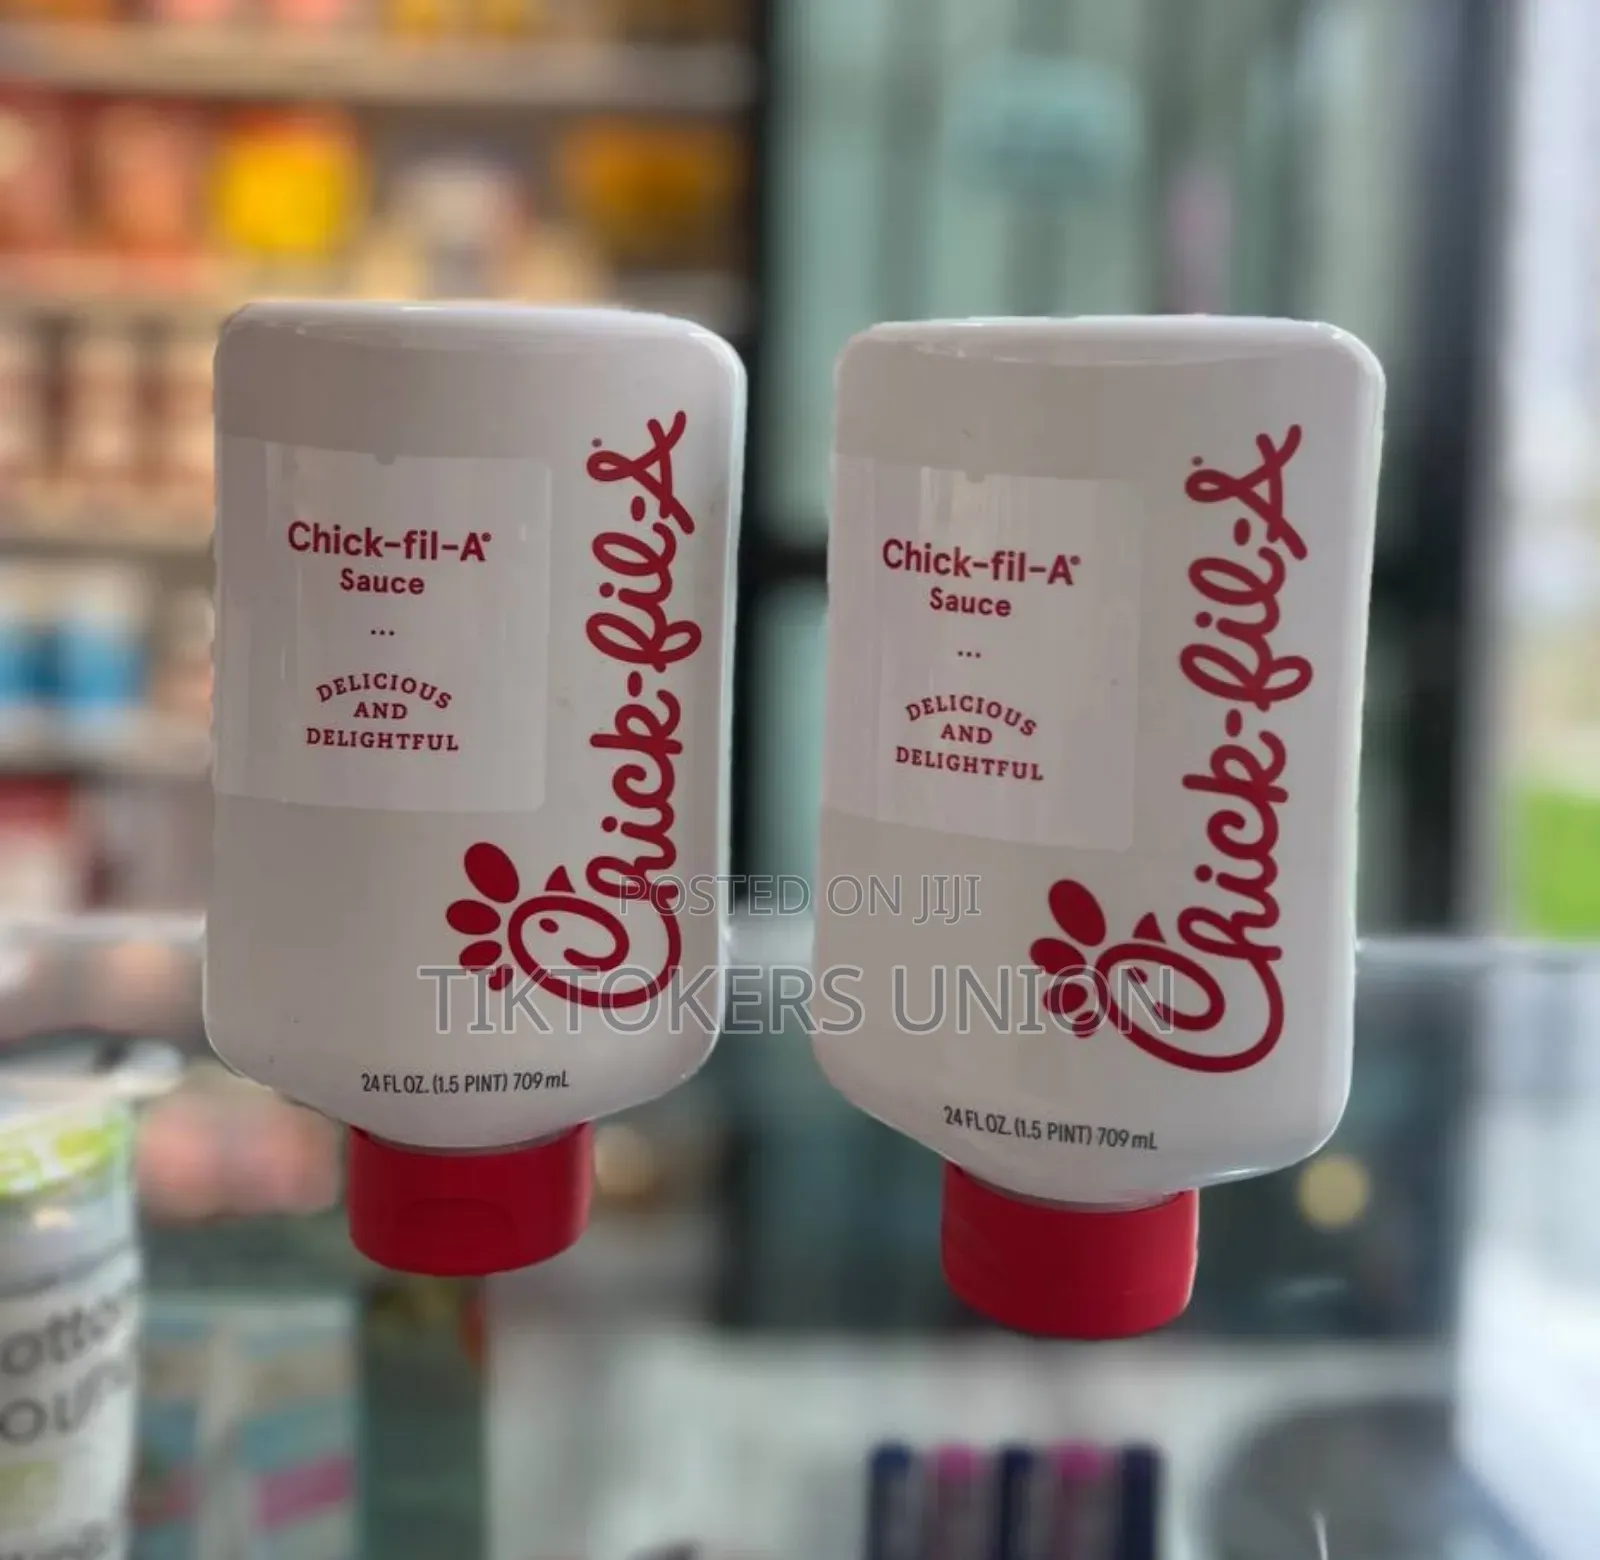 Chick-fil-A®
Sauce
...
DELICIOUS
AND
DELIGHTFUL
Chick-fil-A®
24 FL OZ. (1.5 PINT) 709 mL
Chick-fil-A®
Sauce
...
DELICIOUS
AND
DELIGHTFUL
Chick-fil-A®
24 FL OZ. (1.5 PINT) 709 mL
POSTED ON JIJI
TIKTOKERS UNION